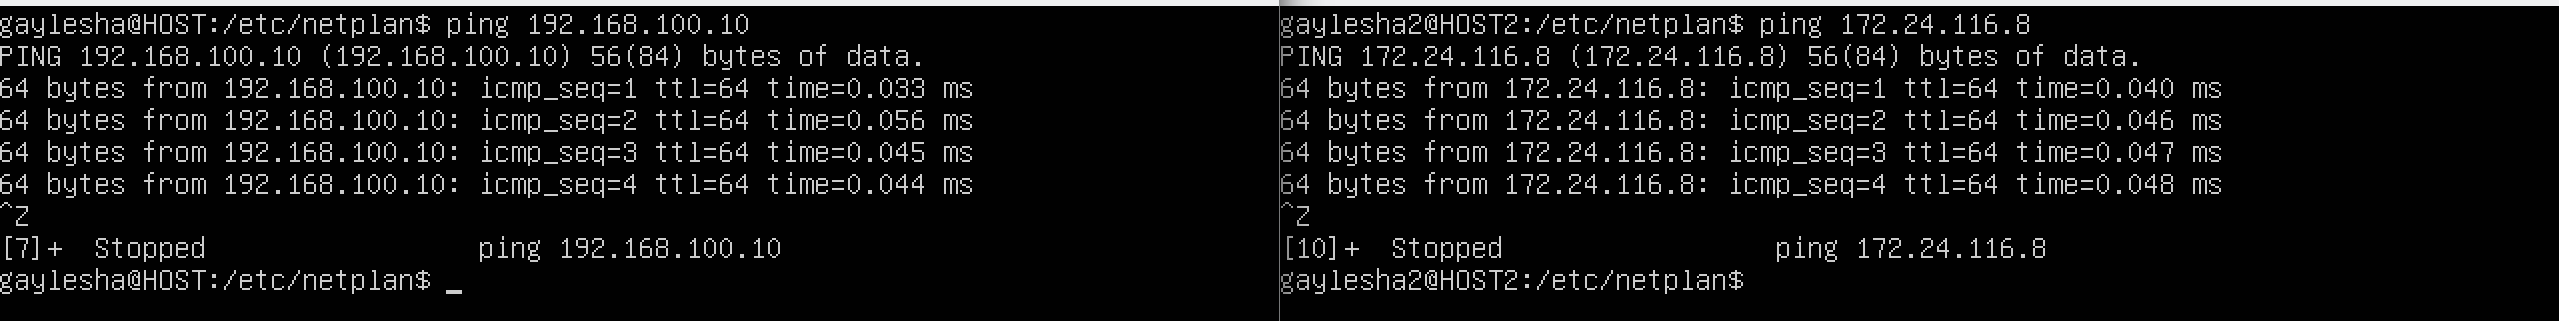 gaylesha@HOST:/etc/netplan$ ping 192.168.100.10
PING 192.168.100.10 (192.168.100.10) 56(84) bytes of data.
64 bytes from 192.168.100.10: icmp_seq=1 ttl=64 time=0.033 ms
64 bytes from 192.168.100.10: icmp_seq=2 ttl=64 time=0.056 ms
64 bytes from 192.168.100.10: icmp_seq=3 ttl=64 time=0.045 ms
64 bytes from 192.168.100.10: icmp_seq=4 ttl=64 time=0.044 ms
^Z
[7]+  Stopped                 ping 192.168.100.10
gaylesha@HOST:/etc/netplan$ _
gaylesha2@HOST2:/etc/netplan$ ping 172.24.116.8
PING 172.24.116.8 (172.24.116.8) 56(84) bytes of data.
64 bytes from 172.24.116.8: icmp_seq=1 ttl=64 time=0.040 ms
64 bytes from 172.24.116.8: icmp_seq=2 ttl=64 time=0.046 ms
64 bytes from 172.24.116.8: icmp_seq=3 ttl=64 time=0.047 ms
64 bytes from 172.24.116.8: icmp_seq=4 ttl=64 time=0.048 ms
^Z
[10]+  Stopped                 ping 172.24.116.8
gaylesha2@HOST2:/etc/netplan$